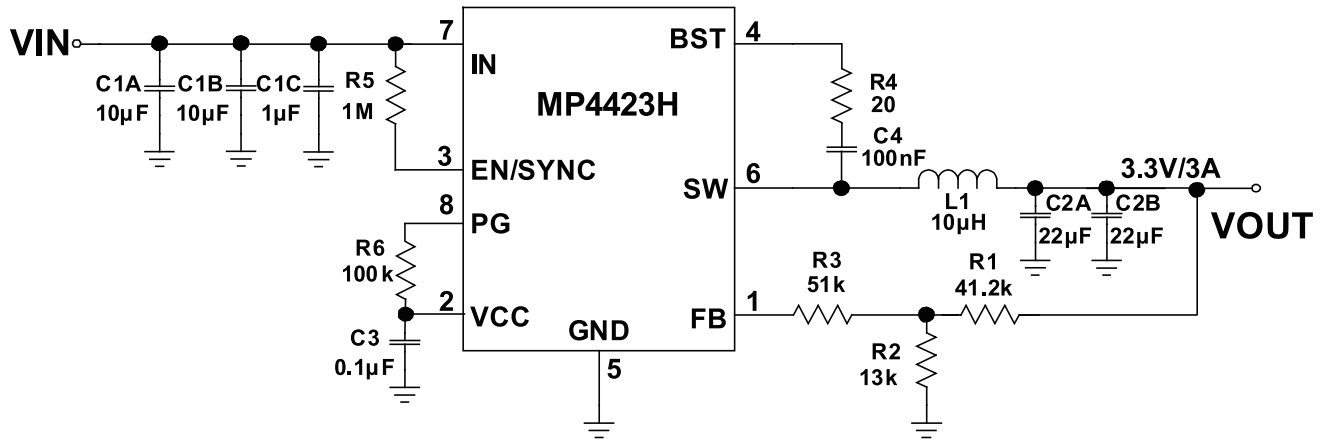 VIN
C1A
10µF
C1B
10µF
C1C
1µF
R5
1M
7
IN
3
EN/SYNC
8
PG
R6
100k
2
VCC
C3
0.1µF
MP4423H
GND
5
BST
4
R4
20
C4
100nF
SW
6
L1
10µH
3.3V/3A
C2A
22µF
C2B
22µF
VOUT
FB
1
R3
51k
R1
41.2k
R2
13k